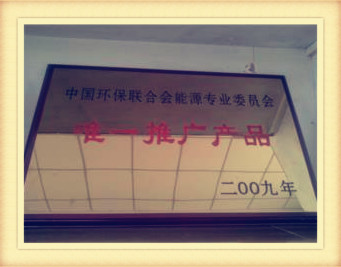 中国环保联合会能源专业委员会
唯一推广产品
二00九年